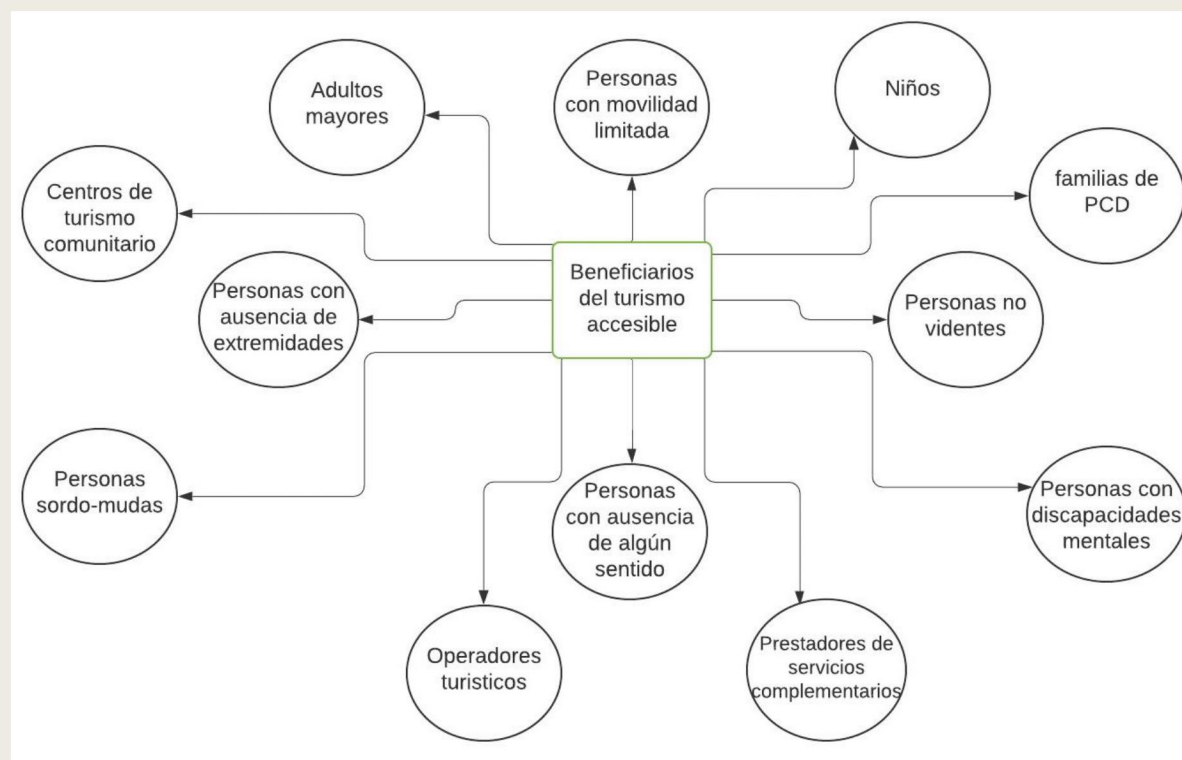 Adultos
mayores
Personas
con movilidad
limitada
Niños
Centros de
turismo
comunitario
familias de
PCD
Personas con
ausencia de
extremidades
Beneficiarios
del turismo
accesible
Personas no
videntes
Personas
sordo-mudas
Personas
con ausencia
de algún
sentido
Personas con
discapacidades
mentales
Operadores
turisticos
Prestadores de
servicios
complementarios